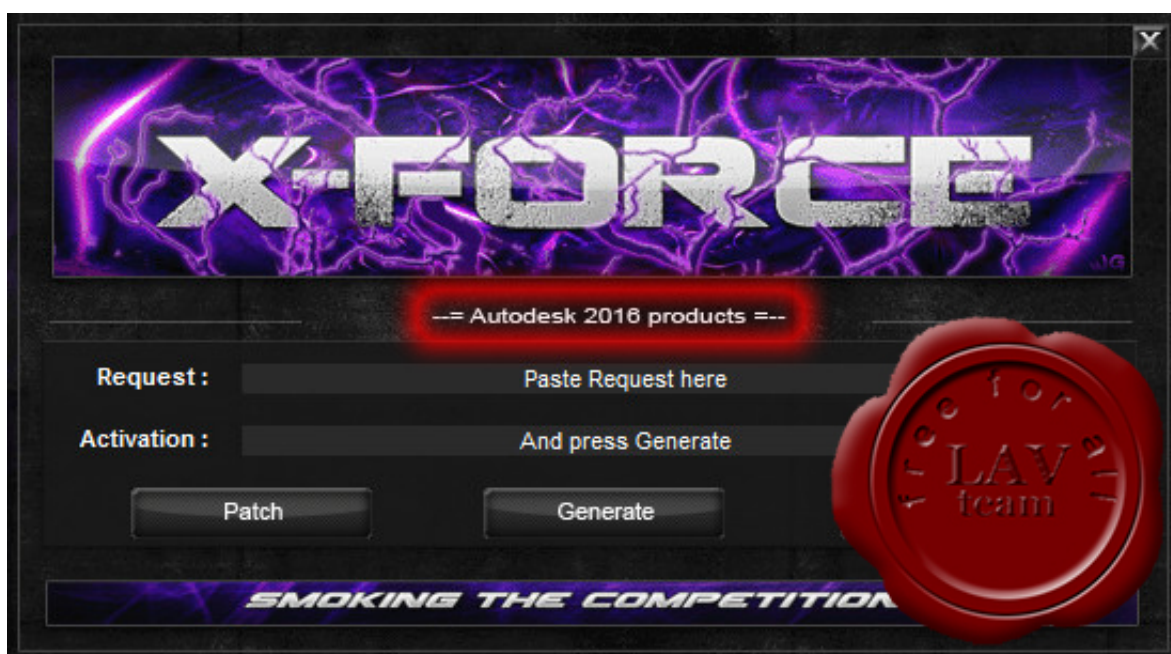 X
X-FORCE
JG
--= Autodesk 2016 products =--
Request :
Paste Request here
Activation :
And press Generate
Patch
Generate
free for all
LAV
team
SMOKING THE COMPETITION